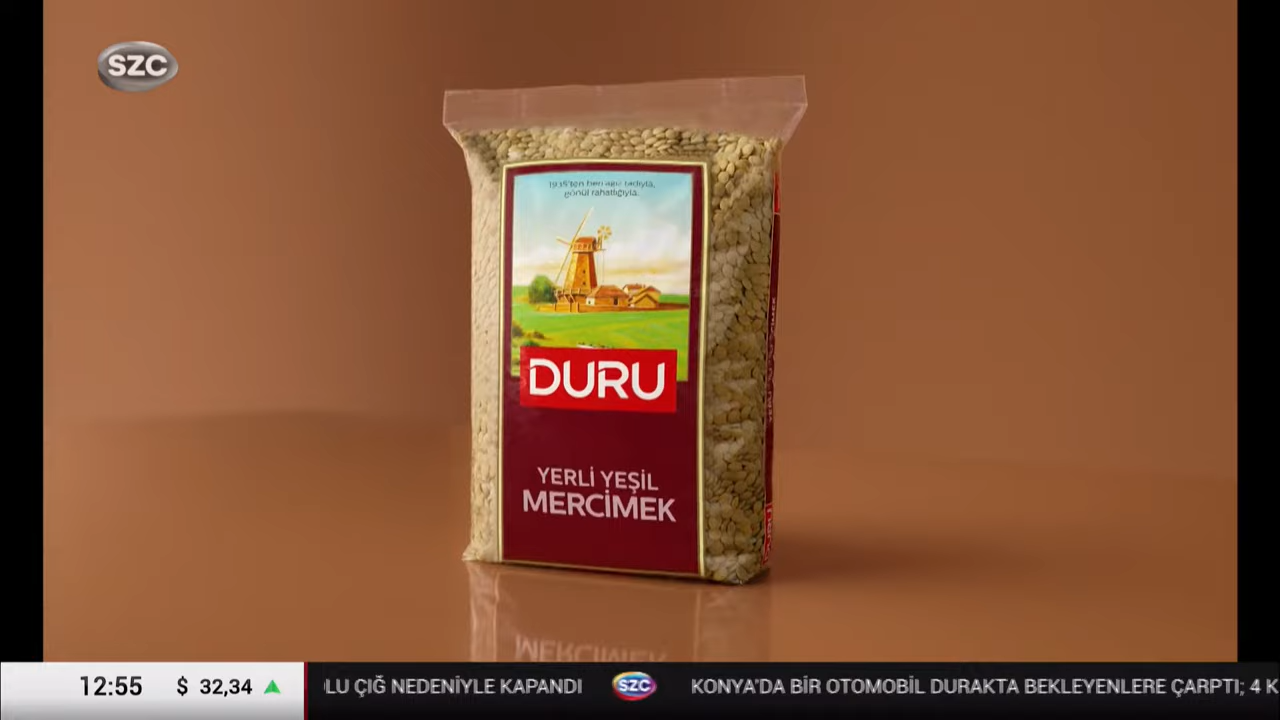 SZC
1935'ten beri aynı tadıyla,
gönül rahatlığıyla.
DURU
YERLİ YEŞİL
MERCİMEK
12:55 $ 32,34
LU ÇIĞ NEDENİYLE KAPANDI SZC KONYA'DA BİR OTOMOBİL DURAKTA BEKLEYENLERE ÇARPTI; 4 K